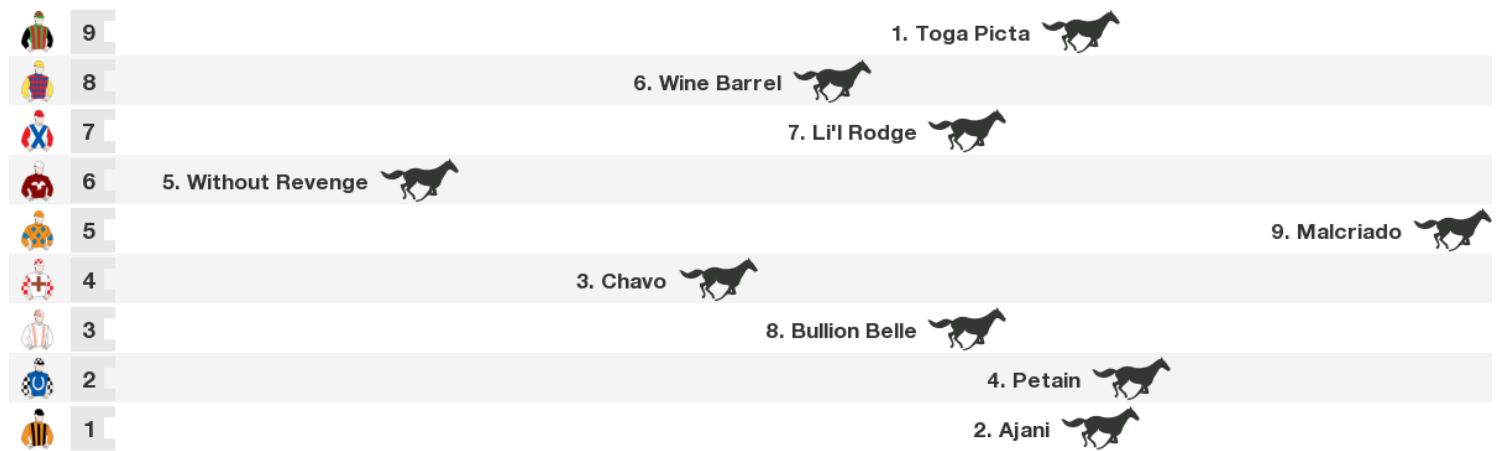 9 1. Toga Picta
8 6. Wine Barrel
7 7. Li'l Rodge
6 5. Without Revenge
5 9. Malcriado
4 3. Chavo
3 8. Bullion Belle
2 4. Petain
1 2. Ajani